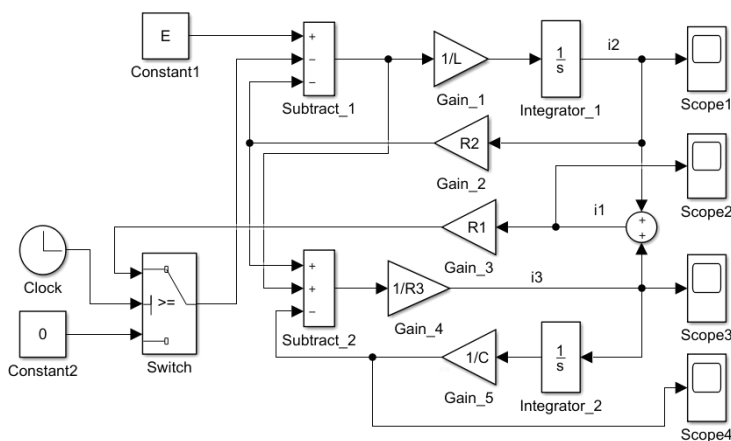 E
Constant1
+
−
−
Subtract_1
1/L
Gain_1
1
s
Integrator_1
i2
Scope1
R2
Gain_2
Scope2
R1
Gain_3
i1
+
+
Clock
0
Constant2
>=
Switch
+
+
−
Subtract_2
1/R3
Gain_4
i3
Scope3
1/C
Gain_5
1
s
Integrator_2
Scope4